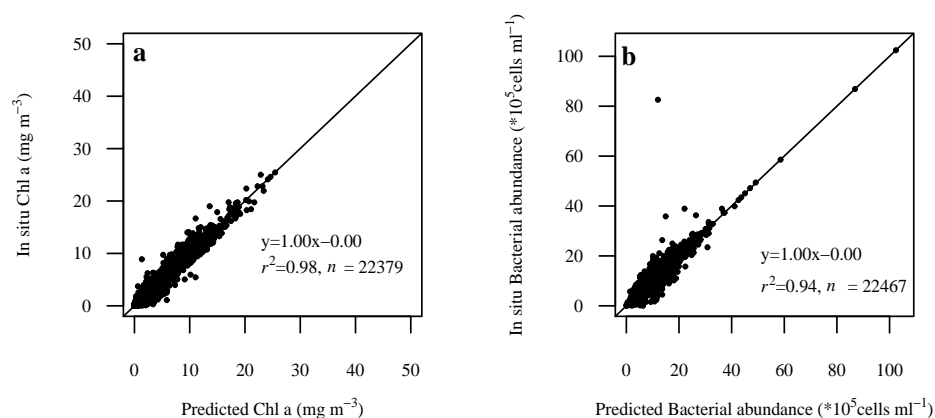 a
In situ Chl a (mg m⁻³)
50
40
30
20
10
0
y=1.00x−0.00
r²=0.98, n = 22379
0 10 20 30 40 50
Predicted Chl a (mg m⁻³)
b
In situ Bacterial abundance (*10⁵cells ml⁻¹)
100
80
60
40
20
0
y=1.00x−0.00
r²=0.94, n = 22467
0 20 40 60 80 100
Predicted Bacterial abundance (*10⁵cells ml⁻¹)